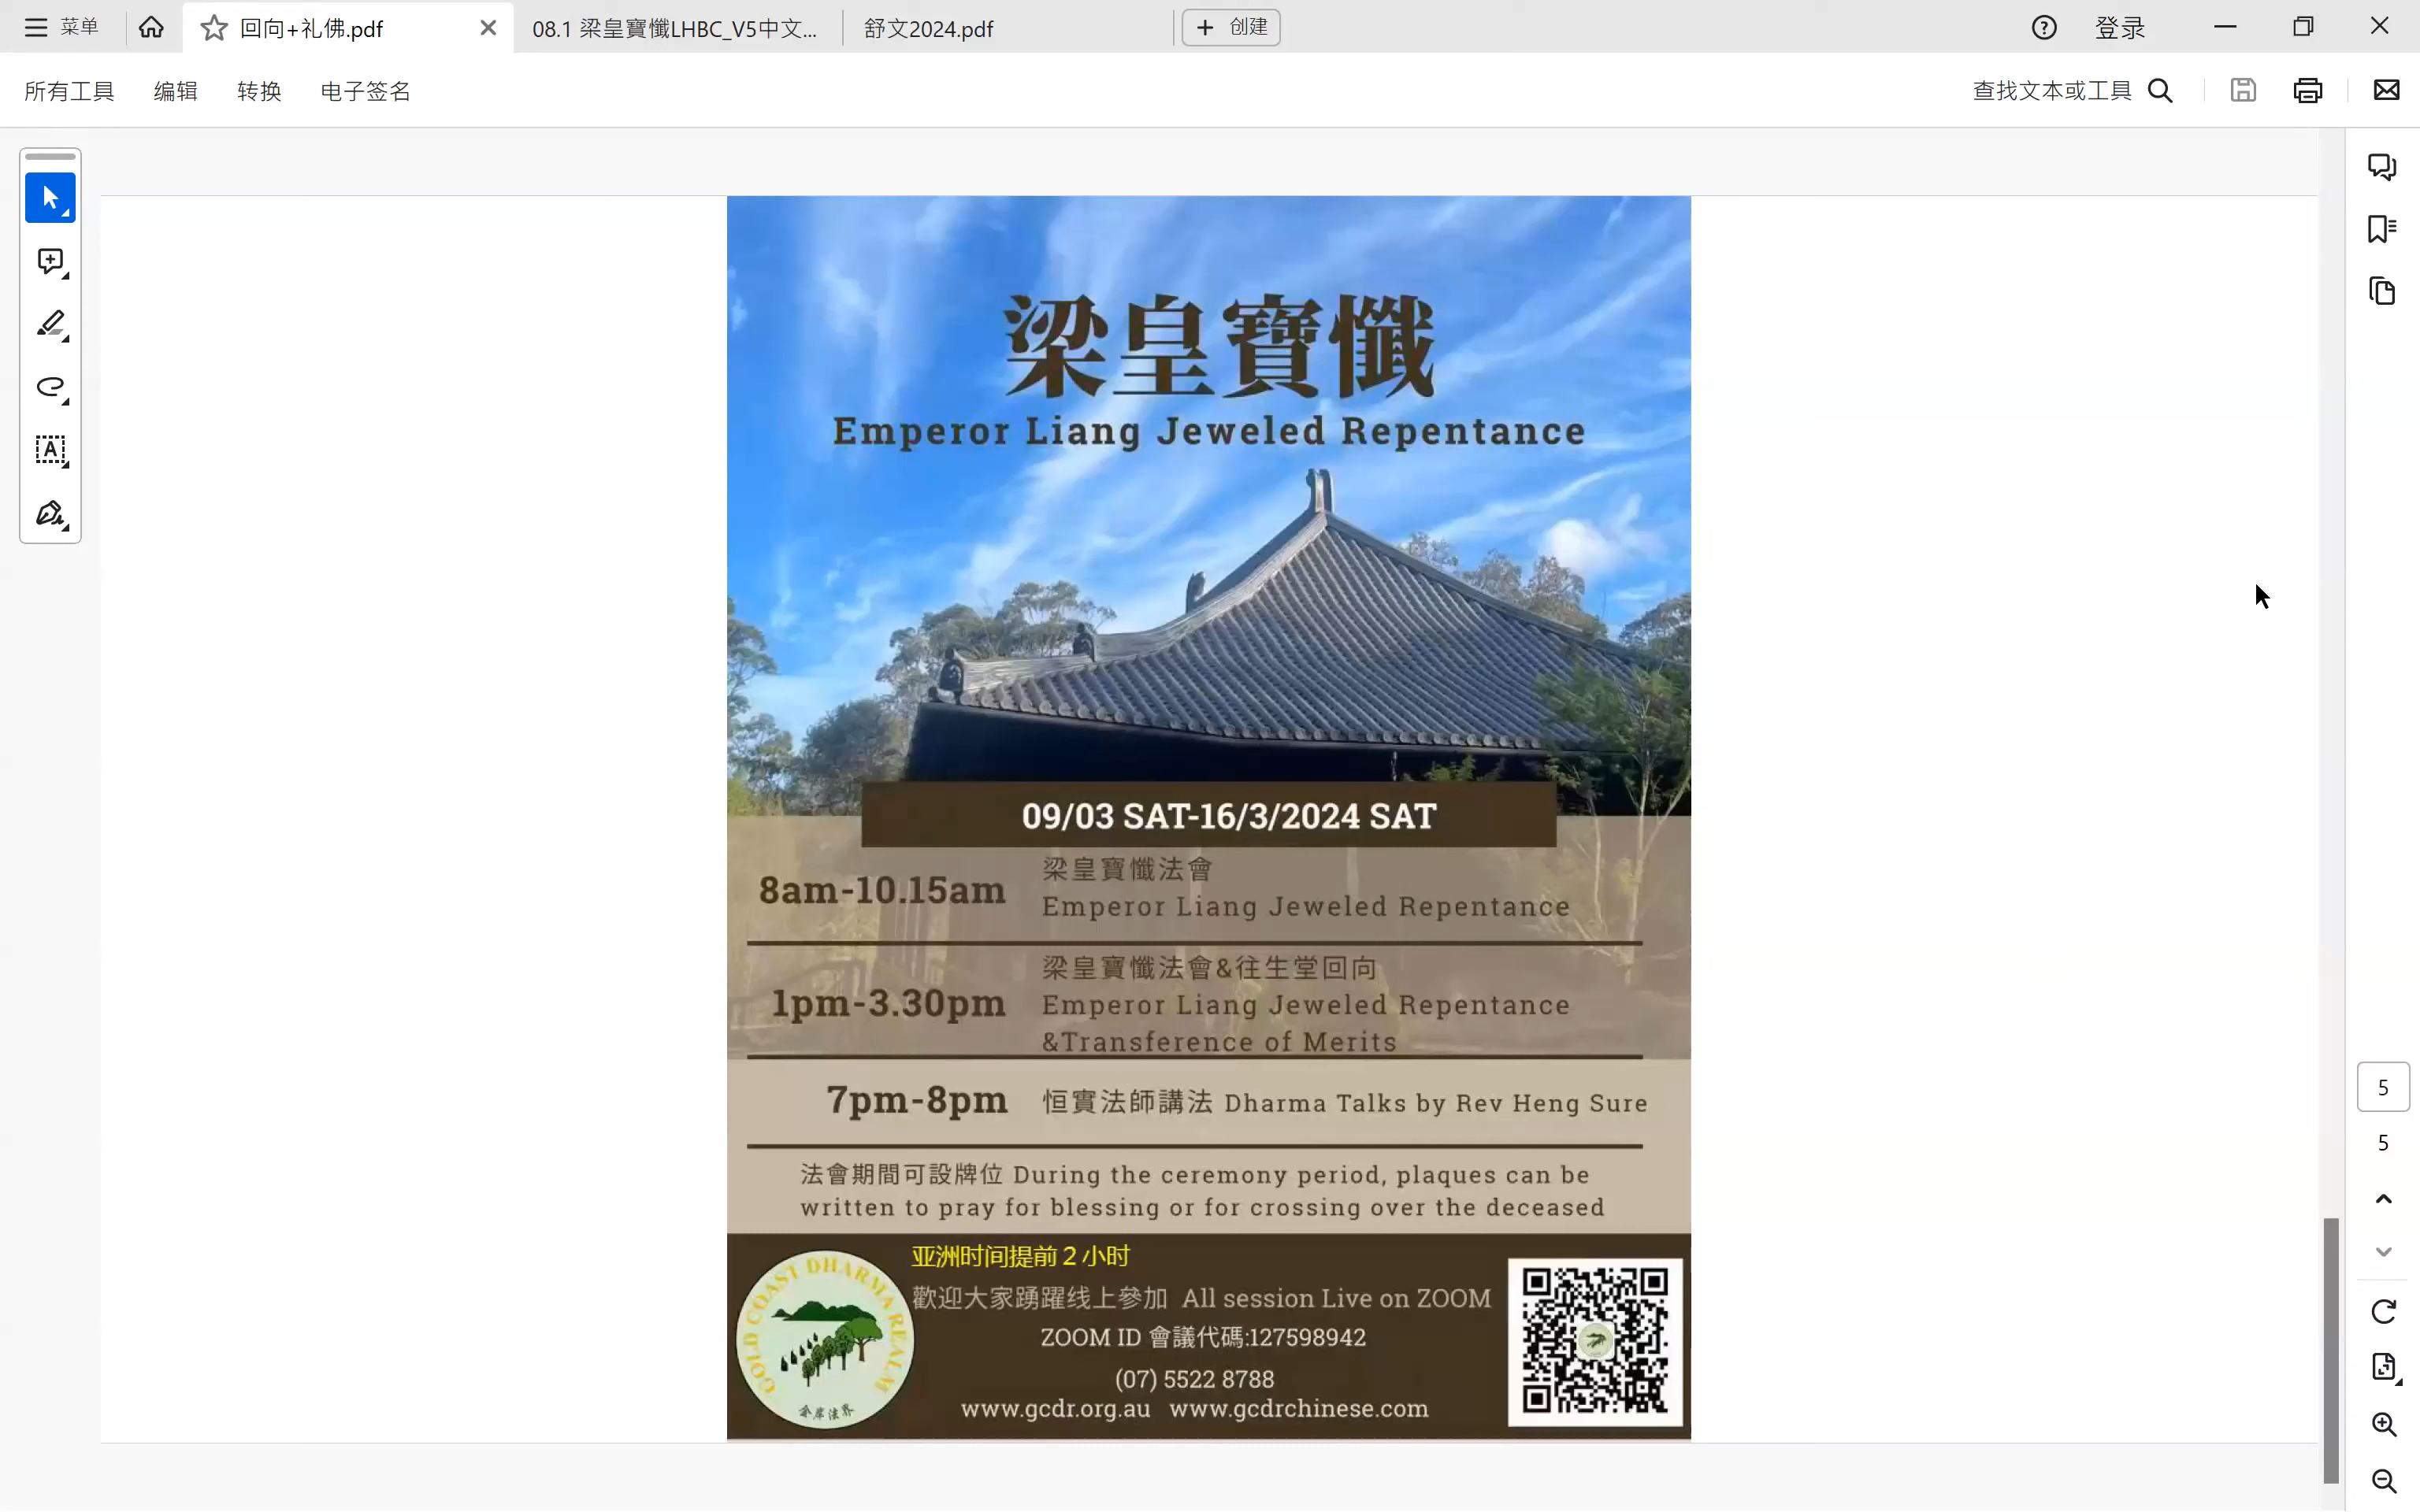 菜单
回向+礼佛.pdf
08.1 梁皇寶懺LHBC_V5中文...
舒文2024.pdf
创建
登录
所有工具
编辑
转换
电子签名
查找文本或工具
梁皇寶懺
Emperor Liang Jeweled Repentance
09/03 SAT-16/3/2024 SAT
8am-10.15am
梁皇寶懺法會
Emperor Liang Jeweled Repentance
1pm-3.30pm
梁皇寶懺法會&往生堂回向
Emperor Liang Jeweled Repentance
&Transference of Merits
7pm-8pm
恒實法師講法 Dharma Talks by Rev Heng Sure
法會期間可設牌位 During the ceremony period, plaques can be
written to pray for blessing or for crossing over the deceased
亚洲时间提前2小时
歡迎大家踴躍线上參加 All session Live on ZOOM
ZOOM ID 會議代碼:127598942
(07) 5522 8788
www.gcdr.org.au www.gcdrchinese.com
GOLD COAST DHARMA REALM
金岸法界
5
5